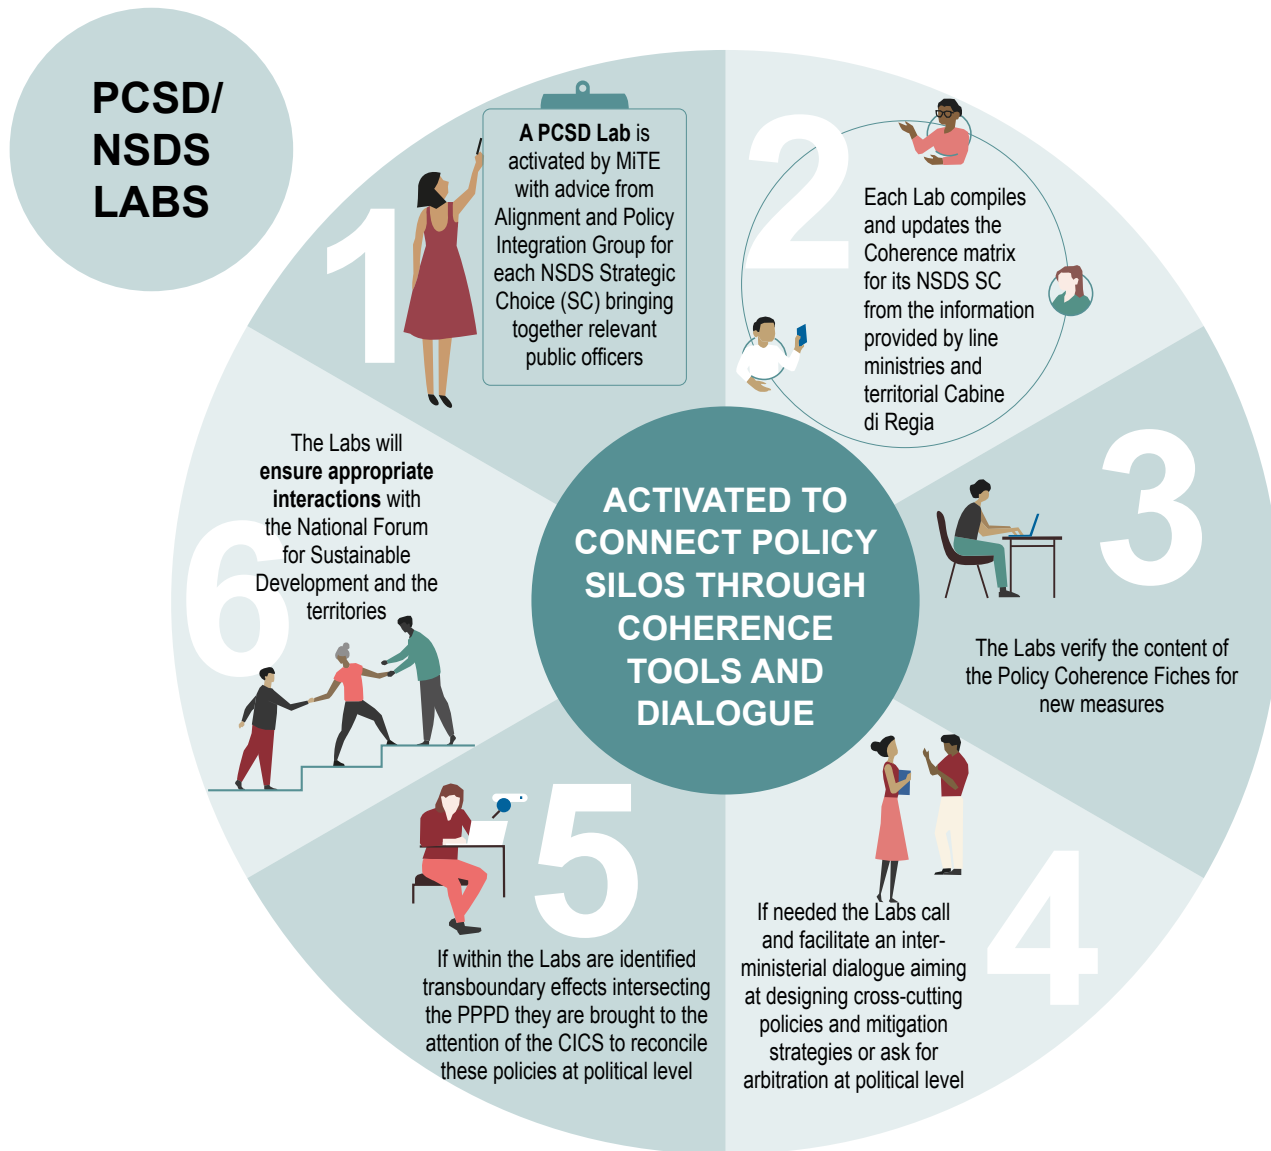 PCSD/
NSDS
LABS
1
A PCSD Lab is
activated by MiTE
with advice from
Alignment and Policy
Integration Group for
each NSDS Strategic
Choice (SC) bringing
together relevant
public officers
2
Each Lab compiles
and updates the
Coherence matrix
for its NSDS SC
from the information
provided by line
ministries and
territorial Cabine
di Regia
3
The Labs verify the content of
the Policy Coherence Fiches for
new measures
4
If needed the Labs call
and facilitate an inter-
ministerial dialogue aiming
at designing cross-cutting
policies and mitigation
strategies or ask for
arbitration at political level
5
If within the Labs are identified
transboundary effects intersecting
the PPPD they are brought to the
attention of the CICS to reconcile
these policies at political level
6
The Labs will
ensure appropriate
interactions with
the National Forum
for Sustainable
Development and the
territories
ACTIVATED TO
CONNECT POLICY
SILOS THROUGH
COHERENCE
TOOLS AND
DIALOGUE